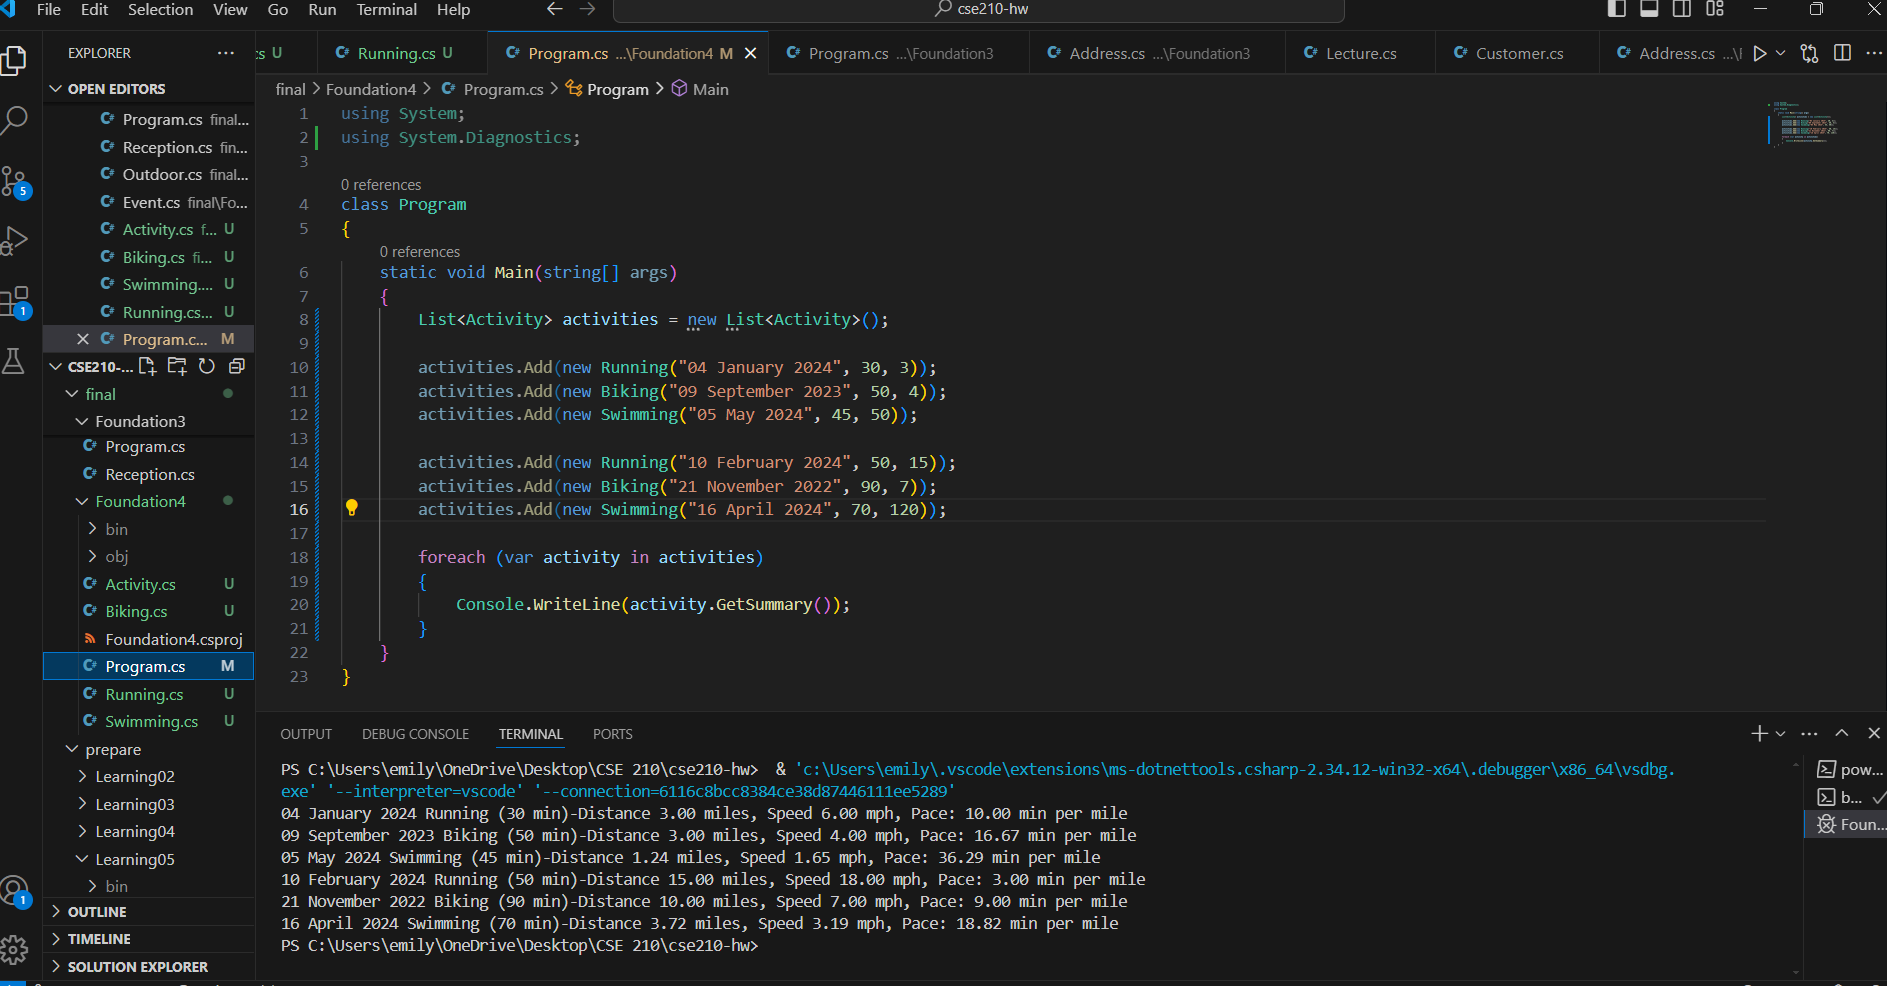 File Edit Selection View Go Run Terminal Help cse210-hw
EXPLORER
cs U Running.cs U Program.cs ...\Foundation4 M Program.cs ...\Foundation3 Address.cs ...\Foundation3 Lecture.cs Customer.cs Address.cs
OPEN EDITORS
Program.cs final...
Reception.cs fin...
Outdoor.cs final...
Event.cs final\Fo...
Activity.cs f... U
Biking.cs fi... U
Swimming.... U
Running.cs... U
Program.c... M
CSE210-...
final
Foundation3
Program.cs
Reception.cs
Foundation4
bin
obj
Activity.cs U
Biking.cs U
Foundation4.csproj
Program.cs M
Running.cs U
Swimming.cs U
prepare
Learning02
Learning03
Learning04
Learning05
bin
OUTLINE
TIMELINE
SOLUTION EXPLORER
5
1
1
final > Foundation4 > Program.cs > Program > Main
1 using System;
2 using System.Diagnostics;
3
0 references
4 class Program
5 {
0 references
6 static void Main(string[] args)
7 {
8 List<Activity> activities = new List<Activity>();
9
10 activities.Add(new Running("04 January 2024", 30, 3));
11 activities.Add(new Biking("09 September 2023", 50, 4));
12 activities.Add(new Swimming("05 May 2024", 45, 50));
13
14 activities.Add(new Running("10 February 2024", 50, 15));
15 activities.Add(new Biking("21 November 2022", 90, 7));
16 activities.Add(new Swimming("16 April 2024", 70, 120));
17
18 foreach (var activity in activities)
19 {
20 Console.WriteLine(activity.GetSummary());
21 }
22 }
23 }
OUTPUT DEBUG CONSOLE TERMINAL PORTS
PS C:\Users\emily\OneDrive\Desktop\CSE 210\cse210-hw> & 'c:\Users\emily\.vscode\extensions\ms-dotnettools.csharp-2.34.12-win32-x64\.debugger\x86_64\vsdbg.
exe' '--interpreter=vscode' '--connection=6116c8bcc8384ce38d87446111ee5289'
04 January 2024 Running (30 min)-Distance 3.00 miles, Speed 6.00 mph, Pace: 10.00 min per mile
09 September 2023 Biking (50 min)-Distance 3.00 miles, Speed 4.00 mph, Pace: 16.67 min per mile
05 May 2024 Swimming (45 min)-Distance 1.24 miles, Speed 1.65 mph, Pace: 36.29 min per mile
10 February 2024 Running (50 min)-Distance 15.00 miles, Speed 18.00 mph, Pace: 3.00 min per mile
21 November 2022 Biking (90 min)-Distance 10.00 miles, Speed 7.00 mph, Pace: 9.00 min per mile
16 April 2024 Swimming (70 min)-Distance 3.72 miles, Speed 3.19 mph, Pace: 18.82 min per mile
PS C:\Users\emily\OneDrive\Desktop\CSE 210\cse210-hw>
pow...
b...
Foun...